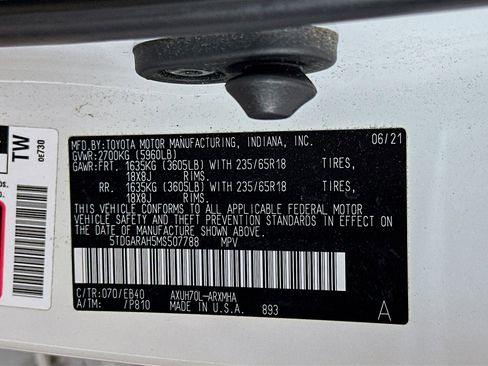 MFD.BY:TOYOTA MOTOR MANUFACTURING, INDIANA, INC. 06/21
GVWR:2700KG (5960LB)
GAWR:FRT. 1635KG (3605LB) WITH 235/65R18 TIRES,
18X8J RIMS.
RR. 1635KG (3605LB) WITH 235/65R18 TIRES,
18X8J RIMS.
THIS VEHICLE CONFORMS TO ALL APPLICABLE FEDERAL MOTOR
VEHICLE SAFETY AND THEFT PREVENTION STANDARDS IN EFFECT ON
THE DATE OF MANUFACTURE SHOWN ABOVE.
5TDGARAH5MS507788 MPV
C/TR:070/EB40 AXUH70L-ARXMHA
A/TM: /P810 MADE IN U.S.A. 893 A
TW
0E730